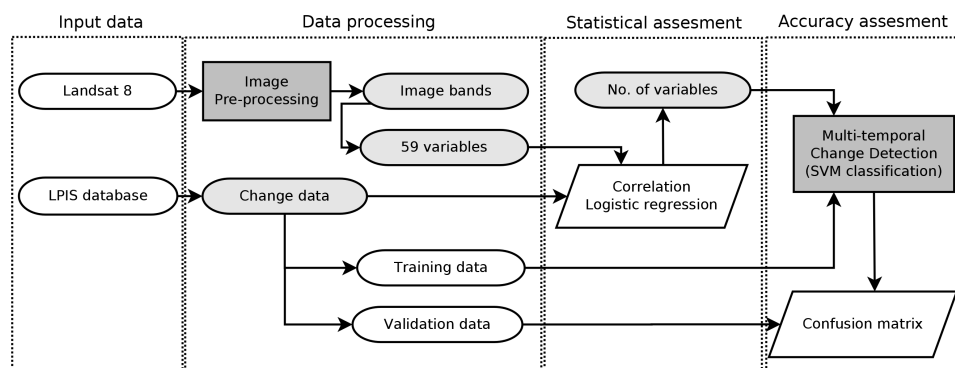 Input data
Data processing
Statistical assesment
Accuracy assesment
Landsat 8
Image
Pre-processing
Image bands
No. of variables
59 variables
Multi-temporal
Change Detection
(SVM classification)
LPIS database
Change data
Correlation
Logistic regression
Training data
Validation data
Confusion matrix